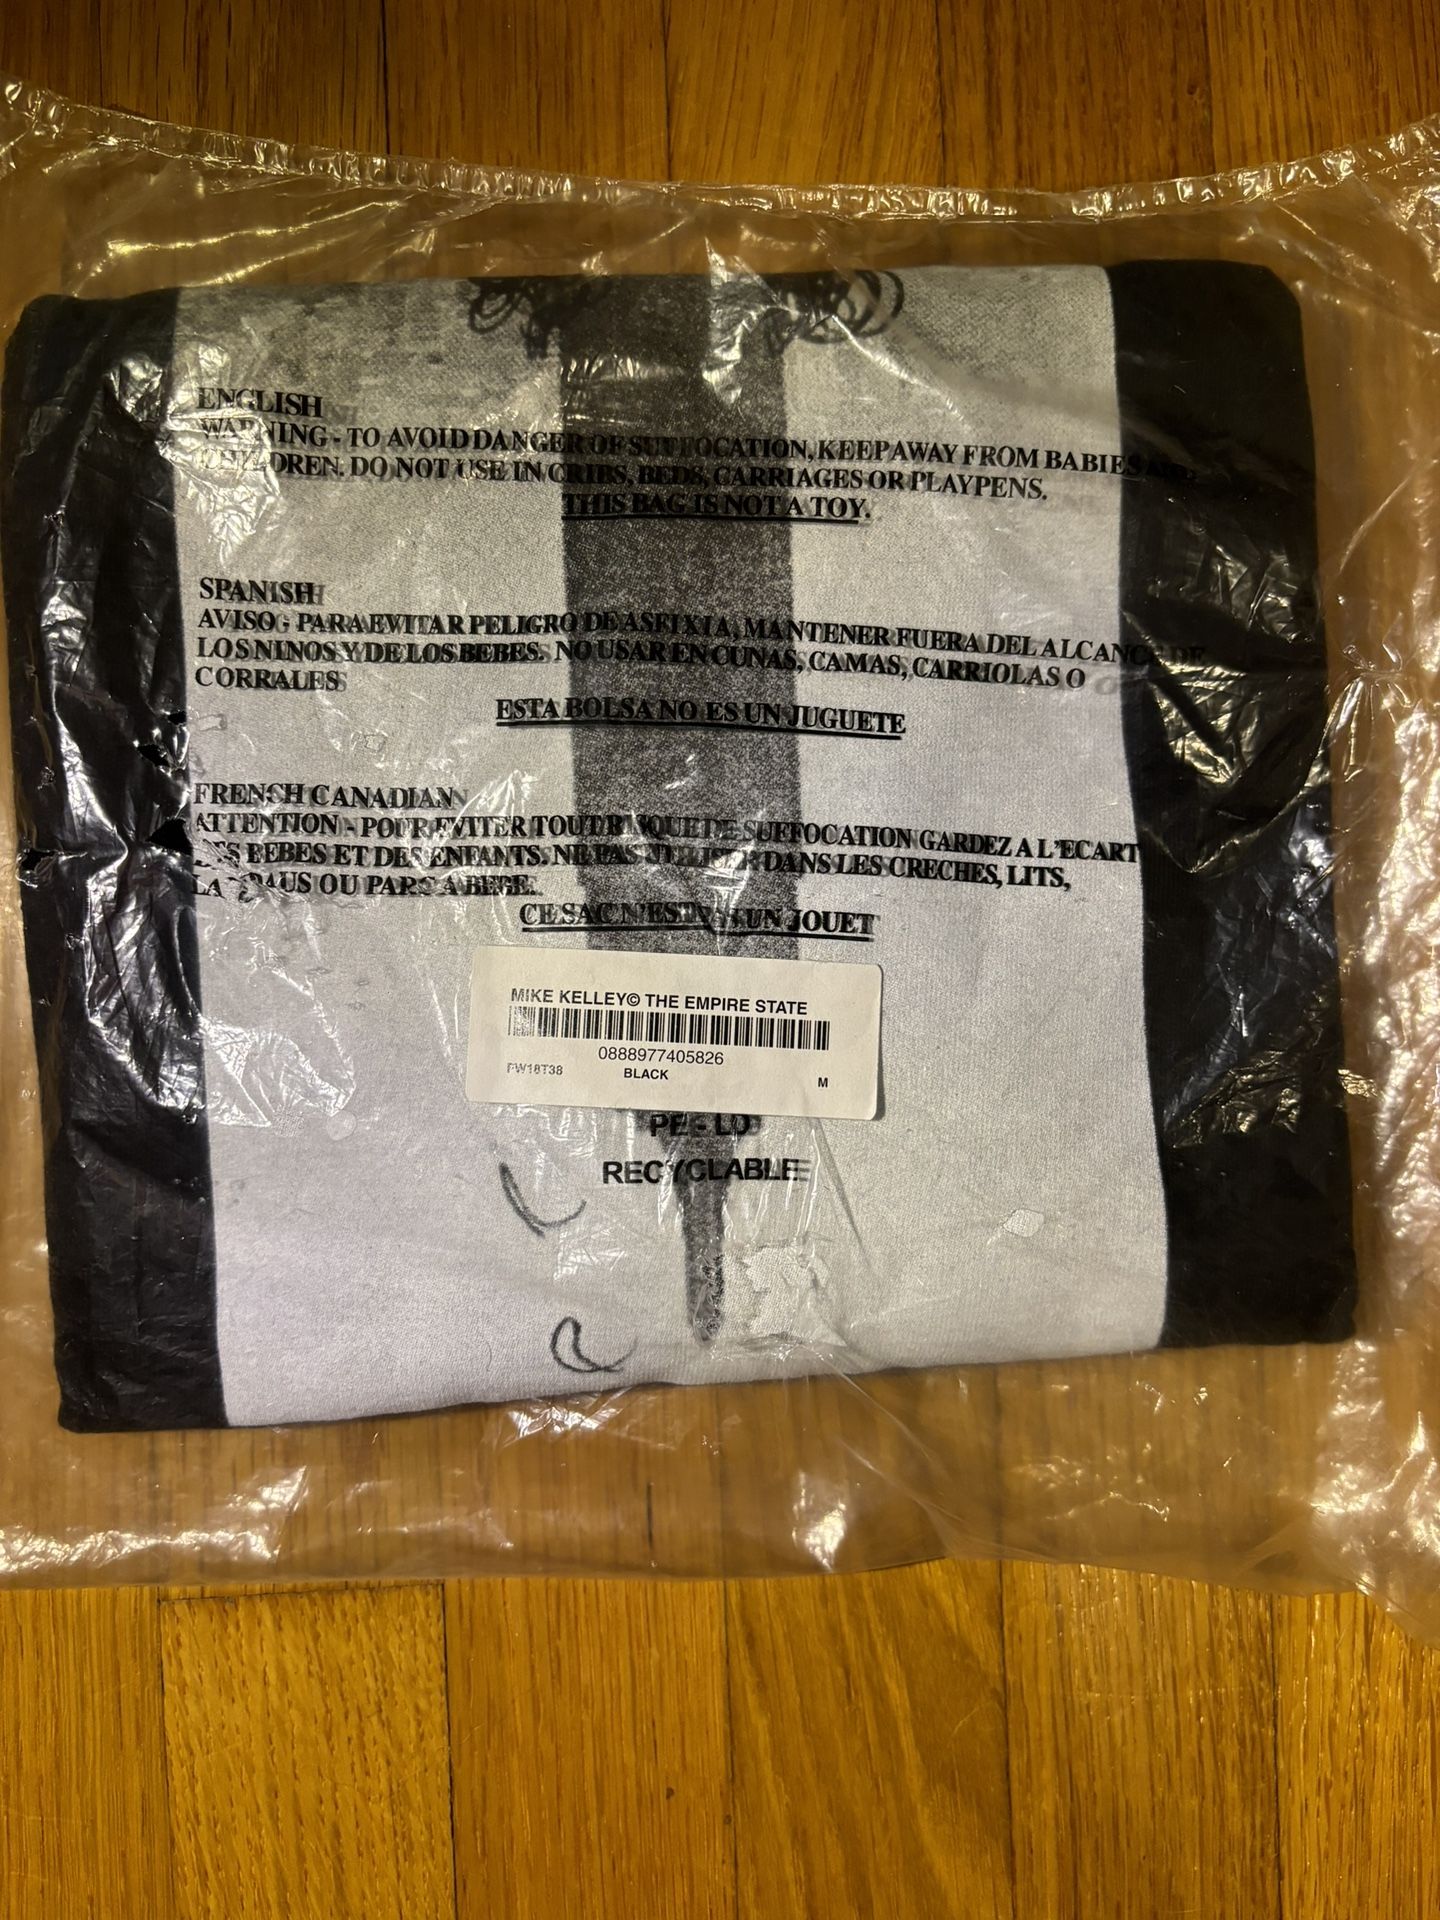 ENGLISH
WARNING - TO AVOID DANGER OF SUFFOCATION, KEEP AWAY FROM BABIES AND
CHILDREN. DO NOT USE IN CRIBS, BEDS, CARRIAGES OR PLAYPENS.
THIS BAG IS NOT A TOY.
SPANISH
AVISO - PARA EVITAR PELIGRO DE ASFIXIA, MANTENER FUERA DEL ALCANCE DE
LOS NINOS Y DE LOS BEBES. NO USAR EN CUNAS, CAMAS, CARRIOLAS O
CORRALES
ESTA BOLSA NO ES UN JUGUETE
FRENCH CANADIAN
ATTENTION - POUR EVITER TOUT RISQUE DE SUFFOCATION GARDEZ A L'ECART
DES BEBES ET DES ENFANTS. NE PAS UTILISER DANS LES CRECHES, LITS,
OU PARC A BEBE.
CE SAC N'EST PAS UN JOUET
MIKE KELLEY© THE EMPIRE STATE
0888977405826
FW18T38 BLACK M
PE - LD
RECYCLABLE